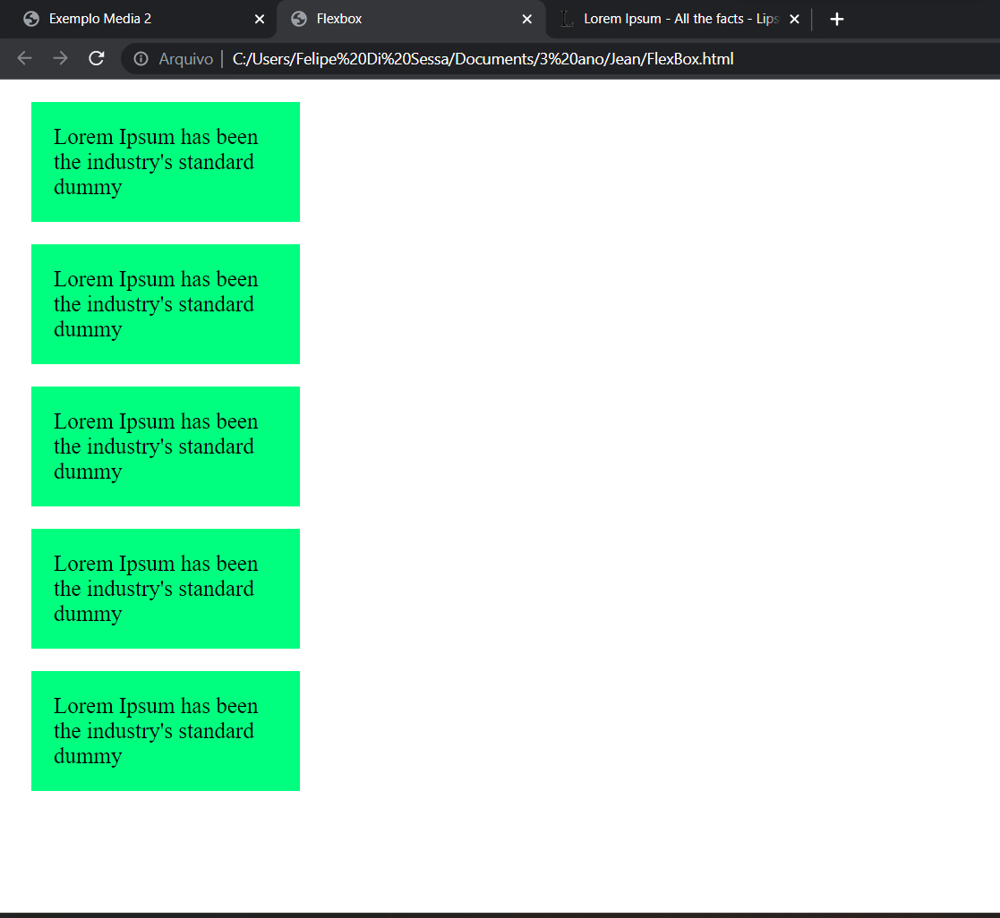 Exemplo Media 2
Flexbox
Lorem Ipsum - All the facts - Lips
Arquivo
C:/Users/Felipe%20Di%20Sessa/Documents/3%20ano/Jean/FlexBox.html
Lorem Ipsum has been
the industry's standard
dummy
Lorem Ipsum has been
the industry's standard
dummy
Lorem Ipsum has been
the industry's standard
dummy
Lorem Ipsum has been
the industry's standard
dummy
Lorem Ipsum has been
the industry's standard
dummy